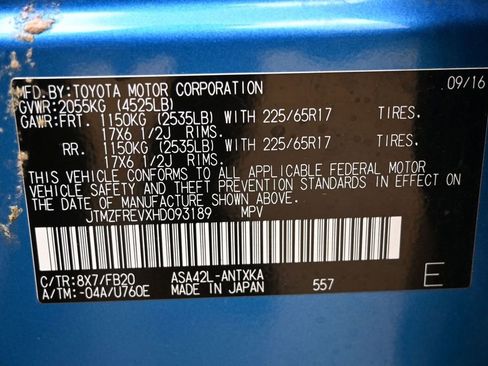 MFD.BY:TOYOTA MOTOR CORPORATION 09/16
GVWR:2055KG (4525LB)
GAWR:FRT. 1150KG (2535LB) WITH 225/65R17 TIRES.
17X6 1/2J RIMS.
RR. 1150KG (2535LB) WITH 225/65R17 TIRES.
17X6 1/2J RIMS.
THIS VEHICLE CONFORMS TO ALL APPLICABLE FEDERAL MOTOR
VEHICLE SAFETY AND THEFT PREVENTION STANDARDS IN EFFECT ON
THE DATE OF MANUFACTURE SHOWN ABOVE.
JTMZFREVXHD093189 MPV
C/TR:8X7/FB20 ASA42L-ANTXKA
A/TM:-04A/U760E MADE IN JAPAN 557 E